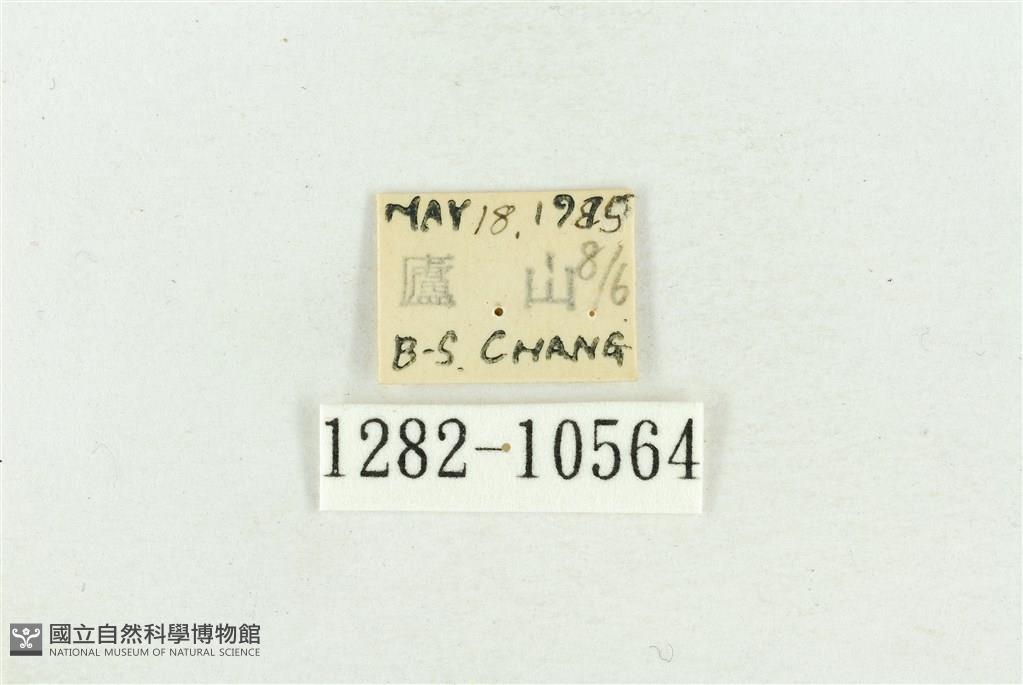 MAY 18. 1985
廬 山 8/6
B-S. CHANG
1282-10564
國立自然科學博物館
NATIONAL MUSEUM OF NATURAL SCIENCE